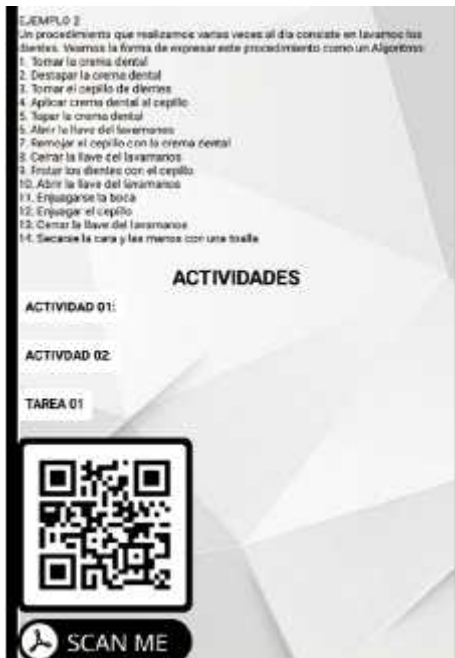 EJEMPLO 2
Un procedimiento que realizamos varias veces al día consiste en lavarnos los
dientes. Veamos la forma de expresar este procedimiento como un Algoritmo:
1. Tomar la crema dental
2. Destapar la crema dental
3. Tomar el cepillo de dientes
4. Aplicar crema dental al cepillo
5. Tapar la crema dental
6. Abrir la llave del lavamanos
7. Remojar el cepillo con la crema dental
8. Cerrar la llave del lavamanos
9. Frotar los dientes con el cepillo
10. Abrir la llave del lavamanos
11. Enjuagarse la boca
12. Enjuagar el cepillo
13. Cerrar la llave del lavamanos
14. Secarse la cara y las manos con una toalla
ACTIVIDADES
ACTIVIDAD 01:
ACTIVDAD 02:
TAREA 01
SCAN ME